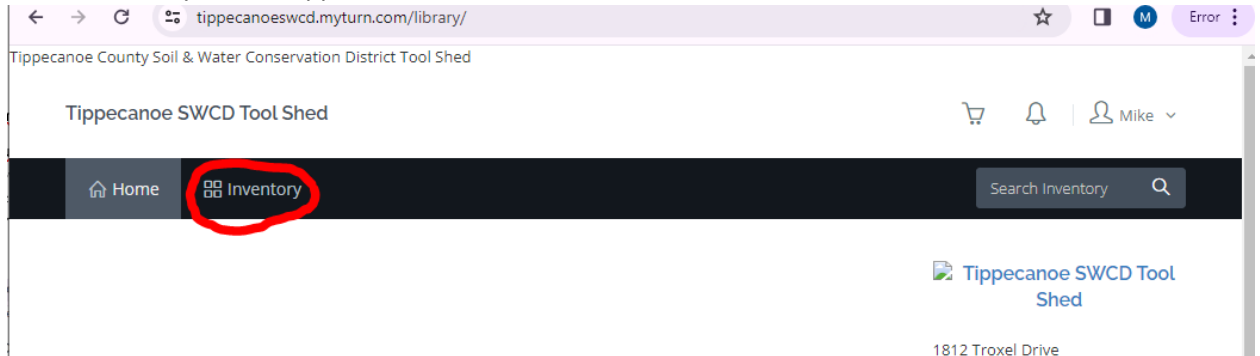 tippecanoeswcd.myturn.com/library/
M
Error
Tippecanoe County Soil & Water Conservation District Tool Shed
Tippecanoe SWCD Tool Shed
Mike
Home
Inventory
Search Inventory
Tippecanoe SWCD Tool
Shed
1812 Troxel Drive